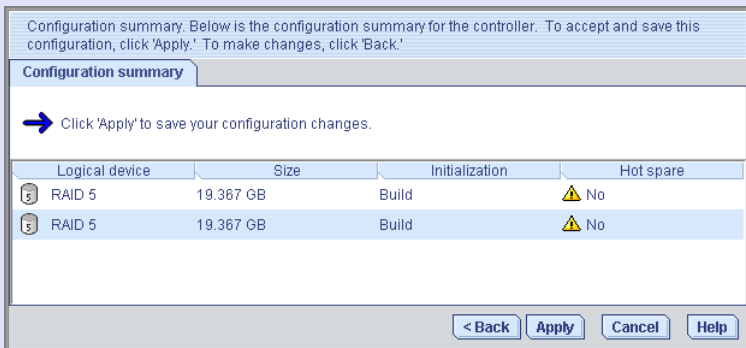 Configuration summary. Below is the configuration summary for the controller. To accept and save this
configuration, click 'Apply.' To make changes, click 'Back.'
Configuration summary
Click 'Apply' to save your configuration changes.
Logical device Size Initialization Hot spare
5 RAID 5 19.367 GB Build No
5 RAID 5 19.367 GB Build No
< Back Apply Cancel Help